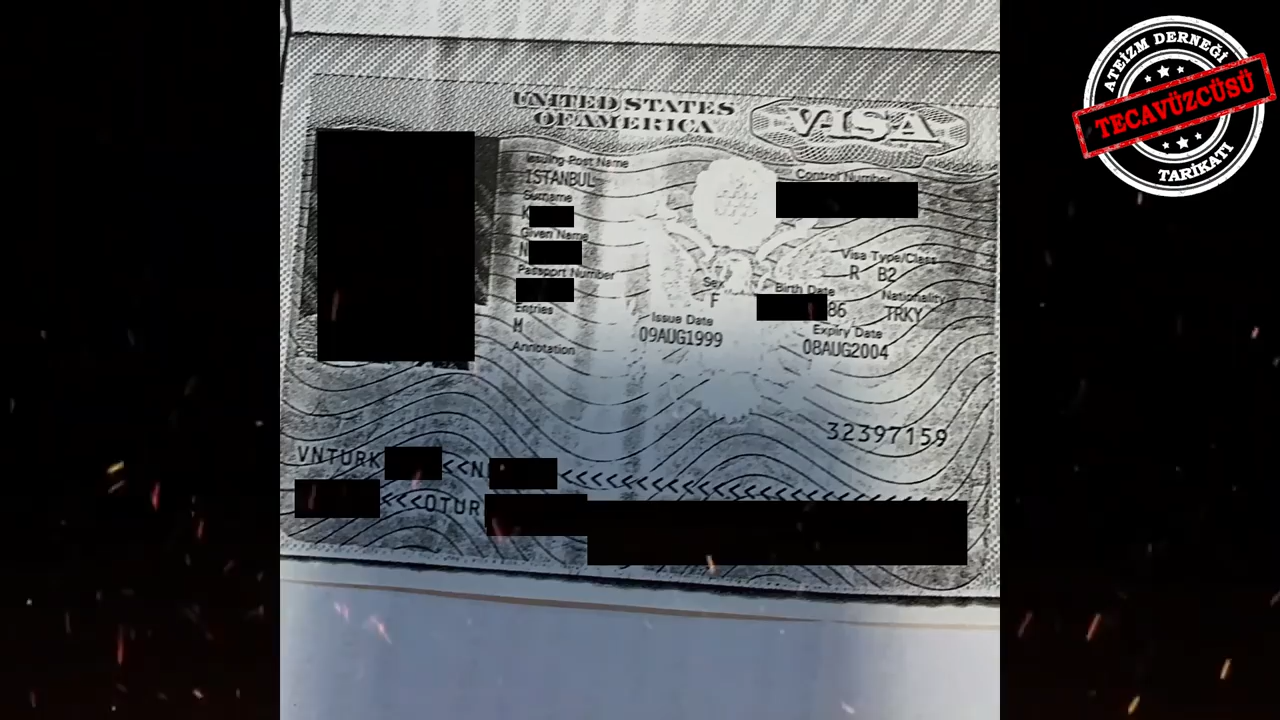 UNITED STATES
OF AMERICA
VISA
Issuing Post Name
ISTANBUL
Control Number
Surname
K
Given Name
N
Visa Type/Class
R B2
Passport Number
Sex
F
Birth Date
86
Nationality
TRKY
Entries
M
Issue Date
09AUG1999
Expiry Date
08AUG2004
Annotation
32397159
VNTURK <<N <<<<<<<<<<<<<<<<<<<<<<<<
<<<0TUR
ATEİZM DERNEĞİ
TECAVÜZCÜSÜ
TARİKATI